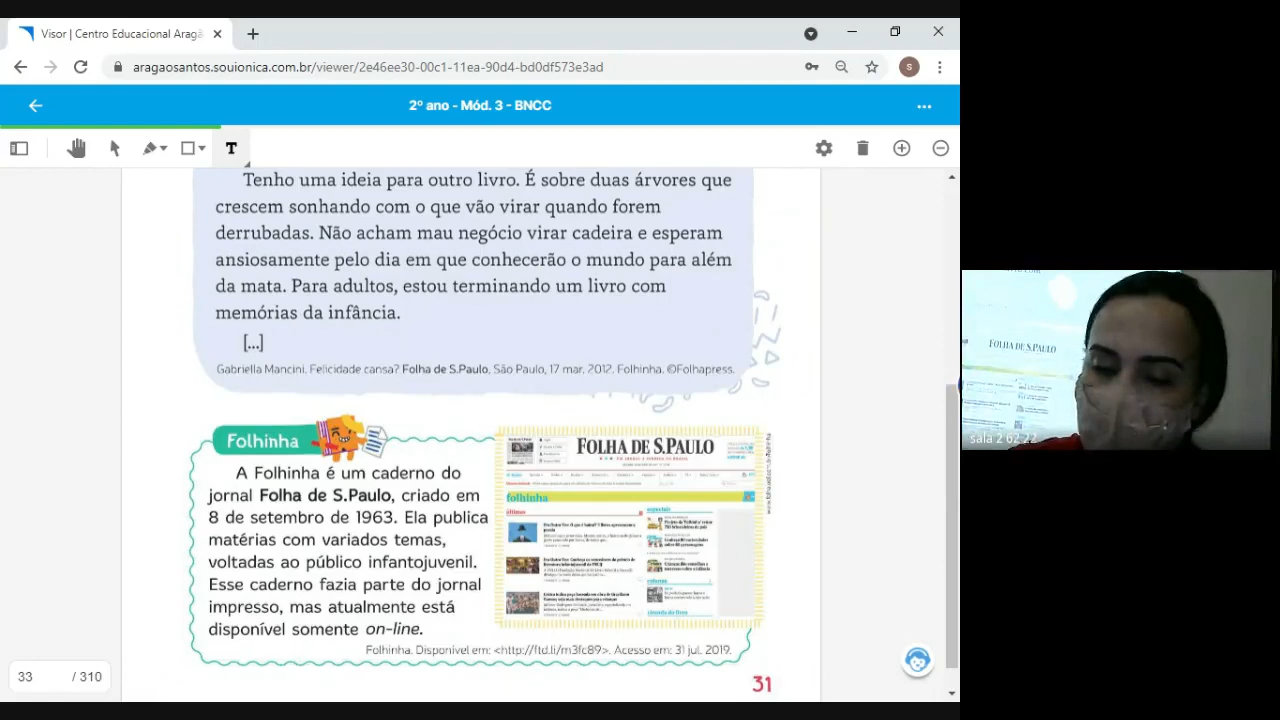 Visor | Centro Educacional Aragã
aragaosantos.souionica.com.br/viewer/2e46ee30-00c1-11ea-90d4-bd0df573e3ad
S
2º ano - Mód. 3 - BNCC
T
Tenho uma ideia para outro livro. É sobre duas árvores que
crescem sonhando com o que vão virar quando forem
derrubadas. Não acham mau negócio virar cadeira e esperam
ansiosamente pelo dia em que conhecerão o mundo para além
da mata. Para adultos, estou terminando um livro com
memórias da infância.
[...]
Gabriella Mancini. Felicidade cansa? Folha de S.Paulo, São Paulo, 17 mar. 2012. Folhinha. ©Folhapress.
Folhinha
A Folhinha é um caderno do
jornal Folha de S.Paulo, criado em
8 de setembro de 1963. Ela publica
matérias com variados temas,
voltadas ao público infantojuvenil.
Esse caderno fazia parte do jornal
impresso, mas atualmente está
disponível somente on-line.
FOLHA DE S.PAULO
folhinha
Folhinha. Disponível em: <http://ftd.li/m3fc89>. Acesso em: 31 jul. 2019.
31
33 / 310
FOLHA DE S.PAULO
sala 2 62 22